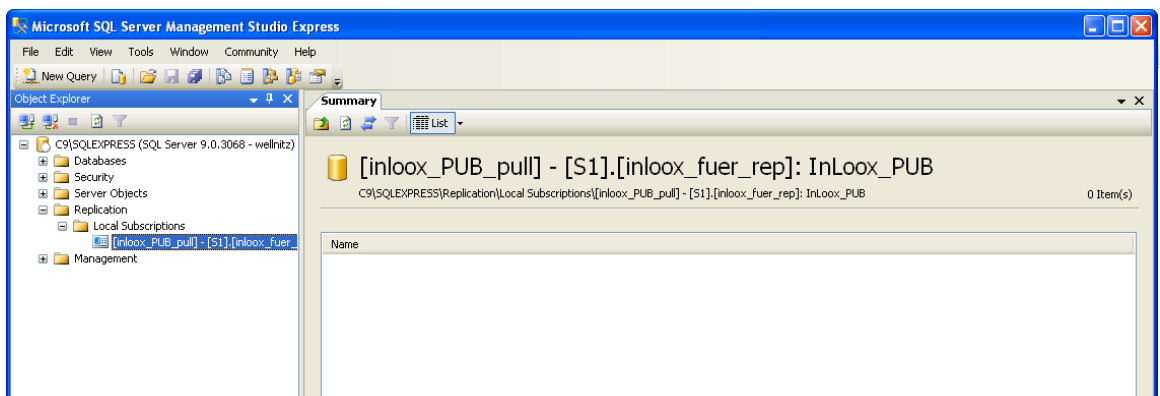 Microsoft SQL Server Management Studio Express
File Edit View Tools Window Community Help
New Query
Object Explorer
Summary
List
C9\SQLEXPRESS (SQL Server 9.0.3068 - wellnitz)
Databases
Security
Server Objects
Replication
Local Subscriptions
[inloox_PUB_pull] - [S1].[inloox_fuer_
Management
[inloox_PUB_pull] - [S1].[inloox_fuer_rep]: InLoox_PUB
C9\SQLEXPRESS\Replication\Local Subscriptions\[inloox_PUB_pull] - [S1].[inloox_fuer_rep]: InLoox_PUB
0 Item(s)
Name